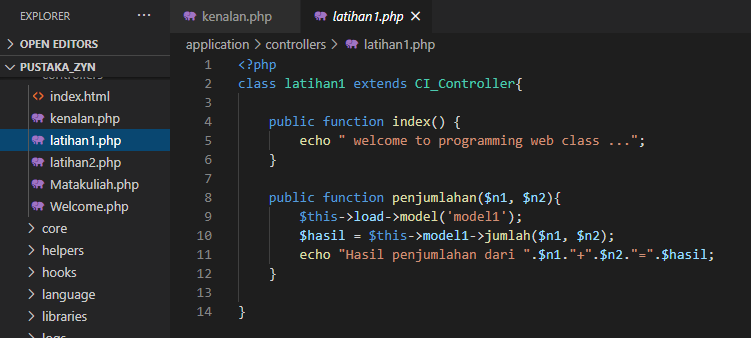 EXPLORER ...
OPEN EDITORS
PUSTAKA_ZYN
controllers
index.html
kenalan.php
latihan1.php
latihan2.php
Matakuliah.php
Welcome.php
core
helpers
hooks
language
libraries
logs
kenalan.php latihan1.php
application > controllers > latihan1.php
1 <?php
2 class latihan1 extends CI_Controller{
3
4 public function index() {
5 echo " welcome to programming web class ...";
6 }
7
8 public function penjumlahan($n1, $n2){
9 $this->load->model('model1');
10 $hasil = $this->model1->jumlah($n1, $n2);
11 echo "Hasil penjumlahan dari ".$n1."+".$n2."=".$hasil;
12 }
13
14 }